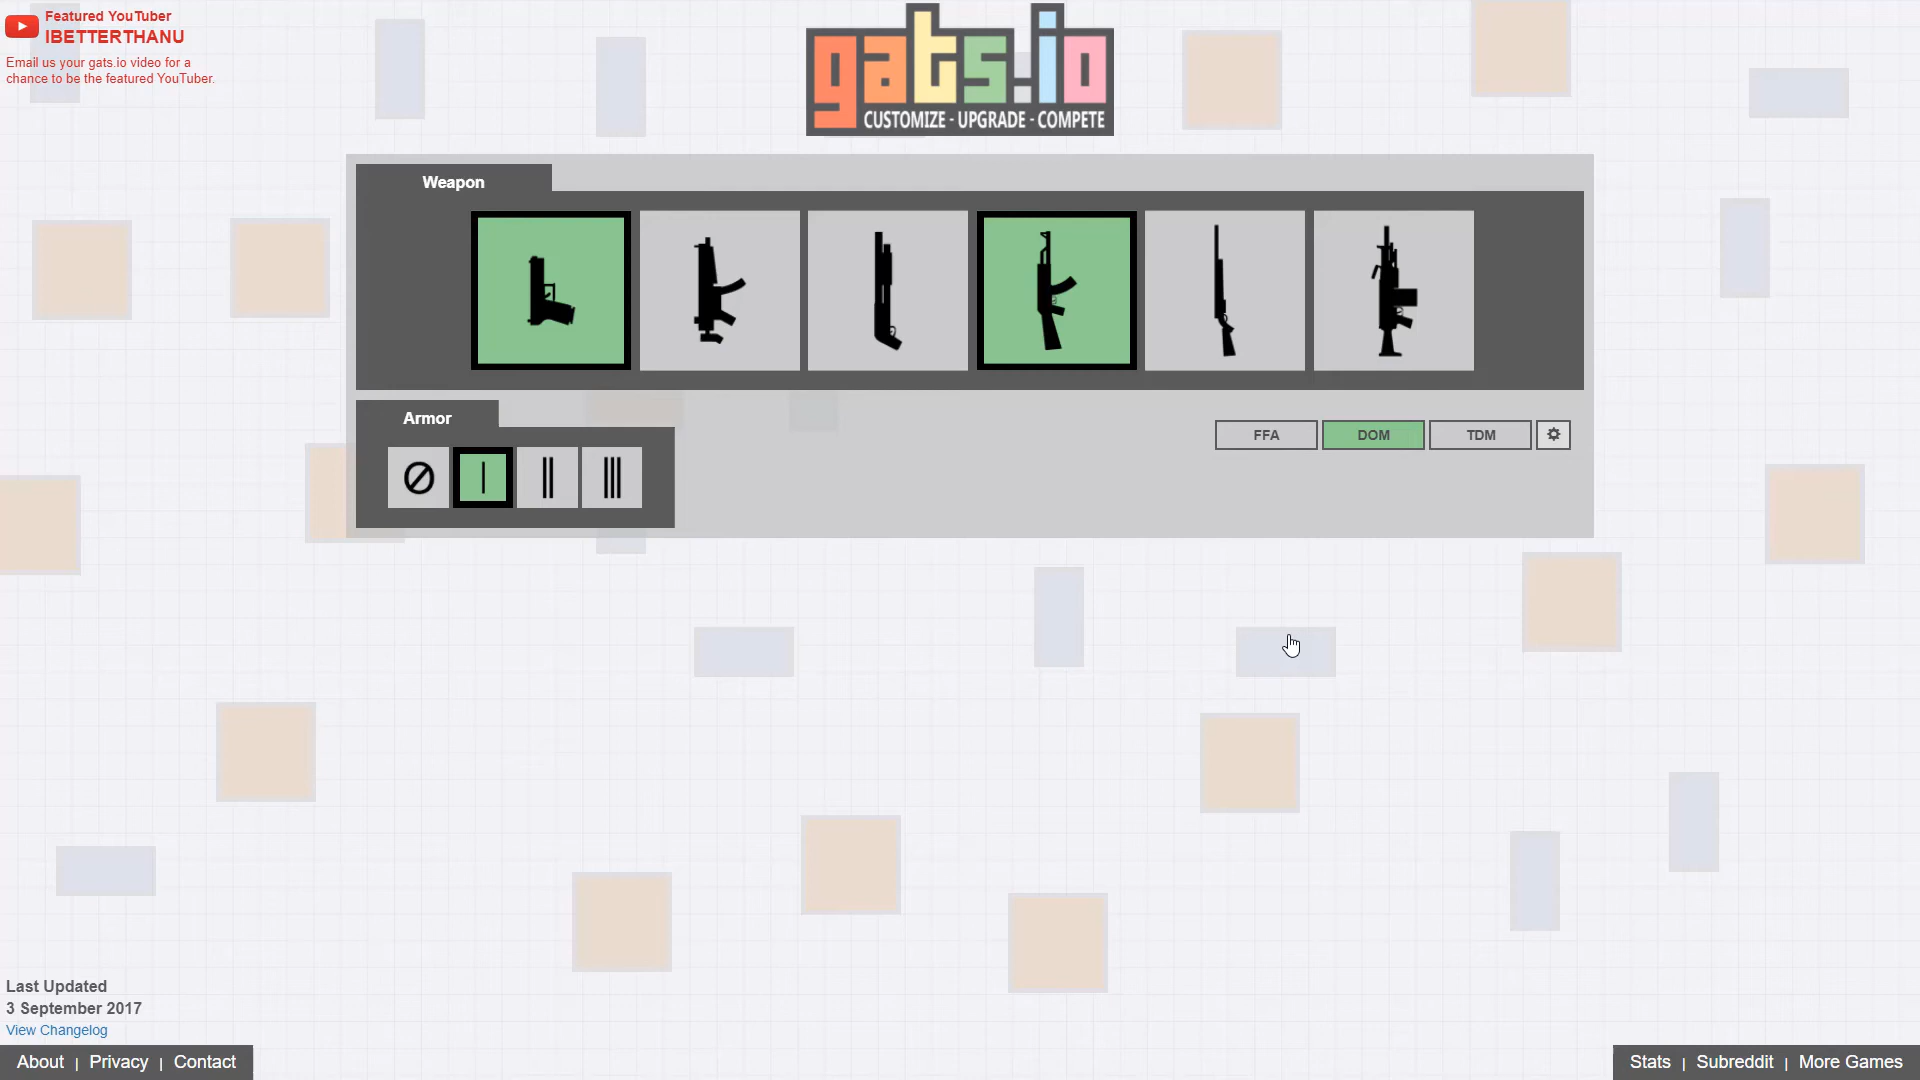 Featured YouTuber
IBETTERTHANU
Email us your gats.io video for a
chance to be the featured YouTuber.
gats.io
CUSTOMIZE - UPGRADE - COMPETE
Weapon
Armor
FFA
DOM
TDM
Last Updated
3 September 2017
View Changelog
About | Privacy | Contact
Stats | Subreddit | More Games